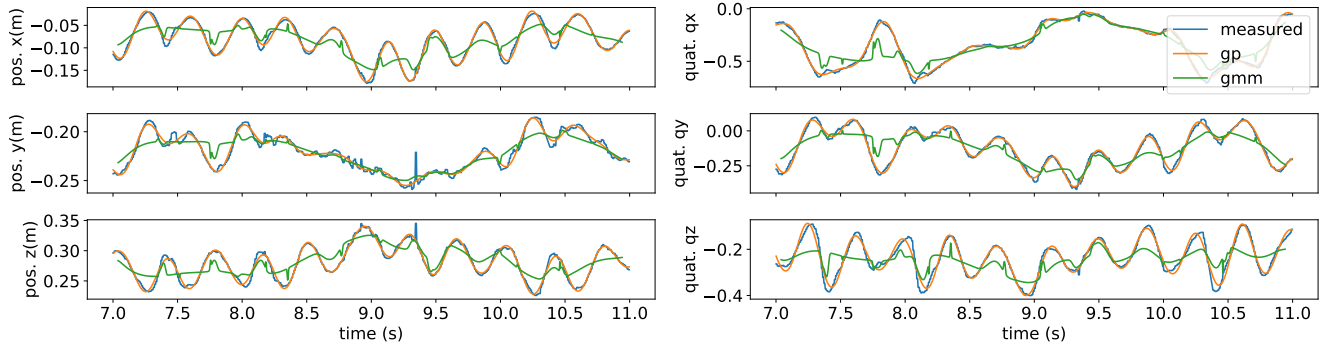 pos. x(m)
−0.05
−0.10
−0.15
pos. y(m)
−0.20
−0.25
pos. z(m)
0.35
0.30
0.25
7.0 7.5 8.0 8.5 9.0 9.5 10.0 10.5 11.0
time (s)
quat. qx
0.0
−0.5
measured
gp
gmm
quat. qy
0.00
−0.25
quat. qz
−0.2
−0.4
7.0 7.5 8.0 8.5 9.0 9.5 10.0 10.5 11.0
time (s)